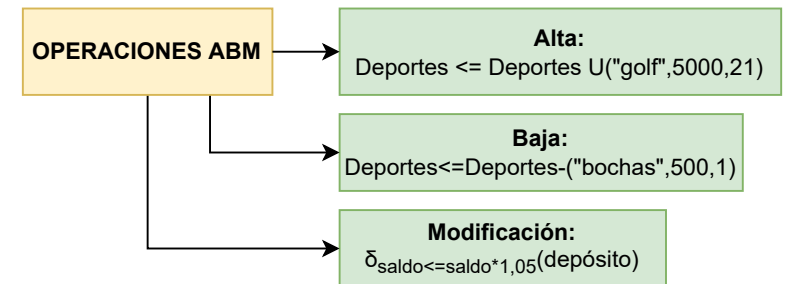 OPERACIONES ABM
Alta:
Deportes <= Deportes U("golf",5000,21)
Baja:
Deportes<=Deportes-("bochas",500,1)
Modificación:
δsaldo<=saldo*1,05(depósito)